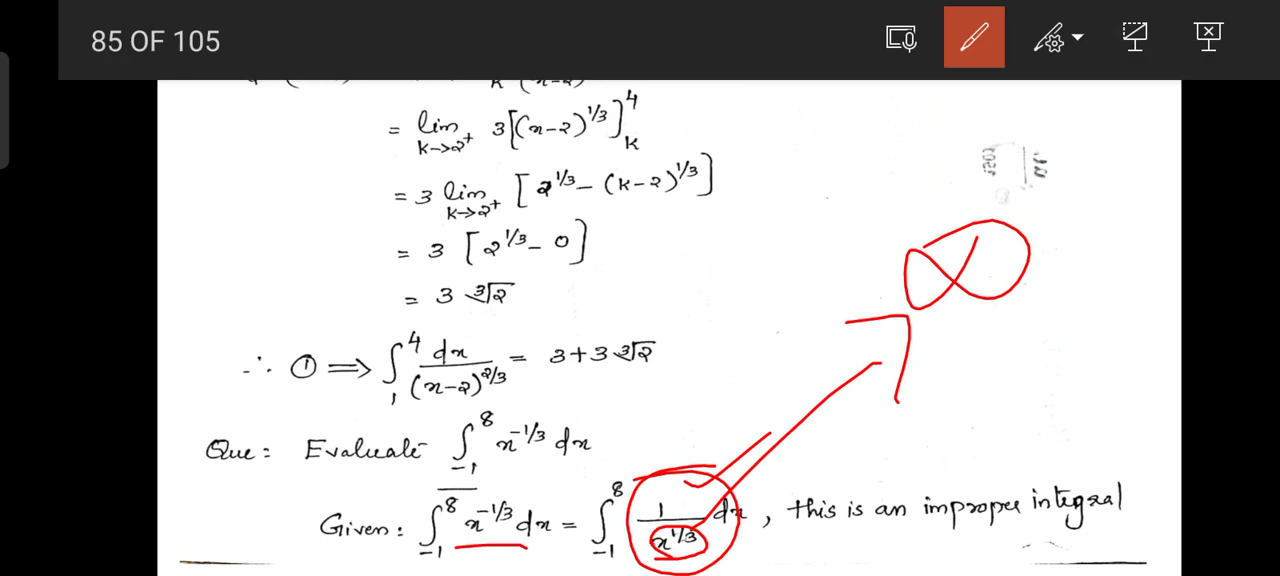 85 OF 105
= lim k→2⁺ 3[(x-2)^1/3]_k^4
= 3 lim k→2⁺ [2^1/3 - (k-2)^1/3]
= 3 [2^1/3 - 0]
= 3 ∛2
∴ ① ⟹ ∫_1^4 dx/(x-2)^2/3 = 3+3∛2
Que: Evaluate ∫_-1^8 x^-1/3 dx
Given: ∫_-1^8 x^-1/3 dx = ∫_-1^8 1/x^1/3 dx, this is an improper integral
∞